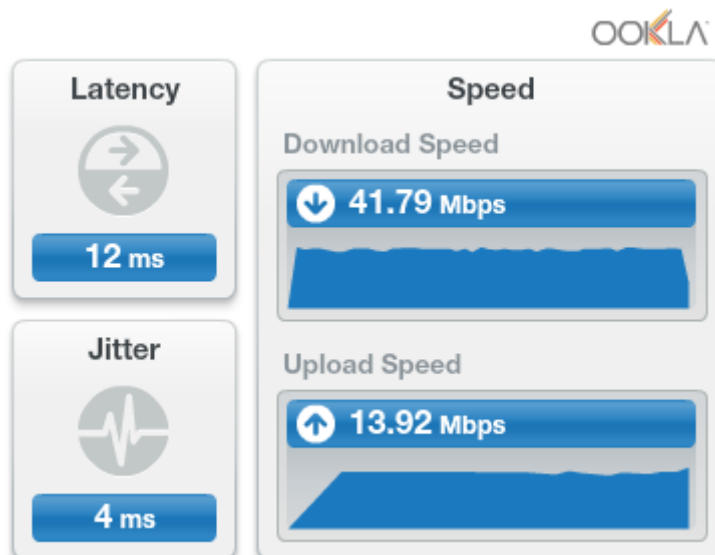 OOKLA
Latency
12 ms
Jitter
4 ms
Speed
Download Speed
41.79 Mbps
Upload Speed
13.92 Mbps